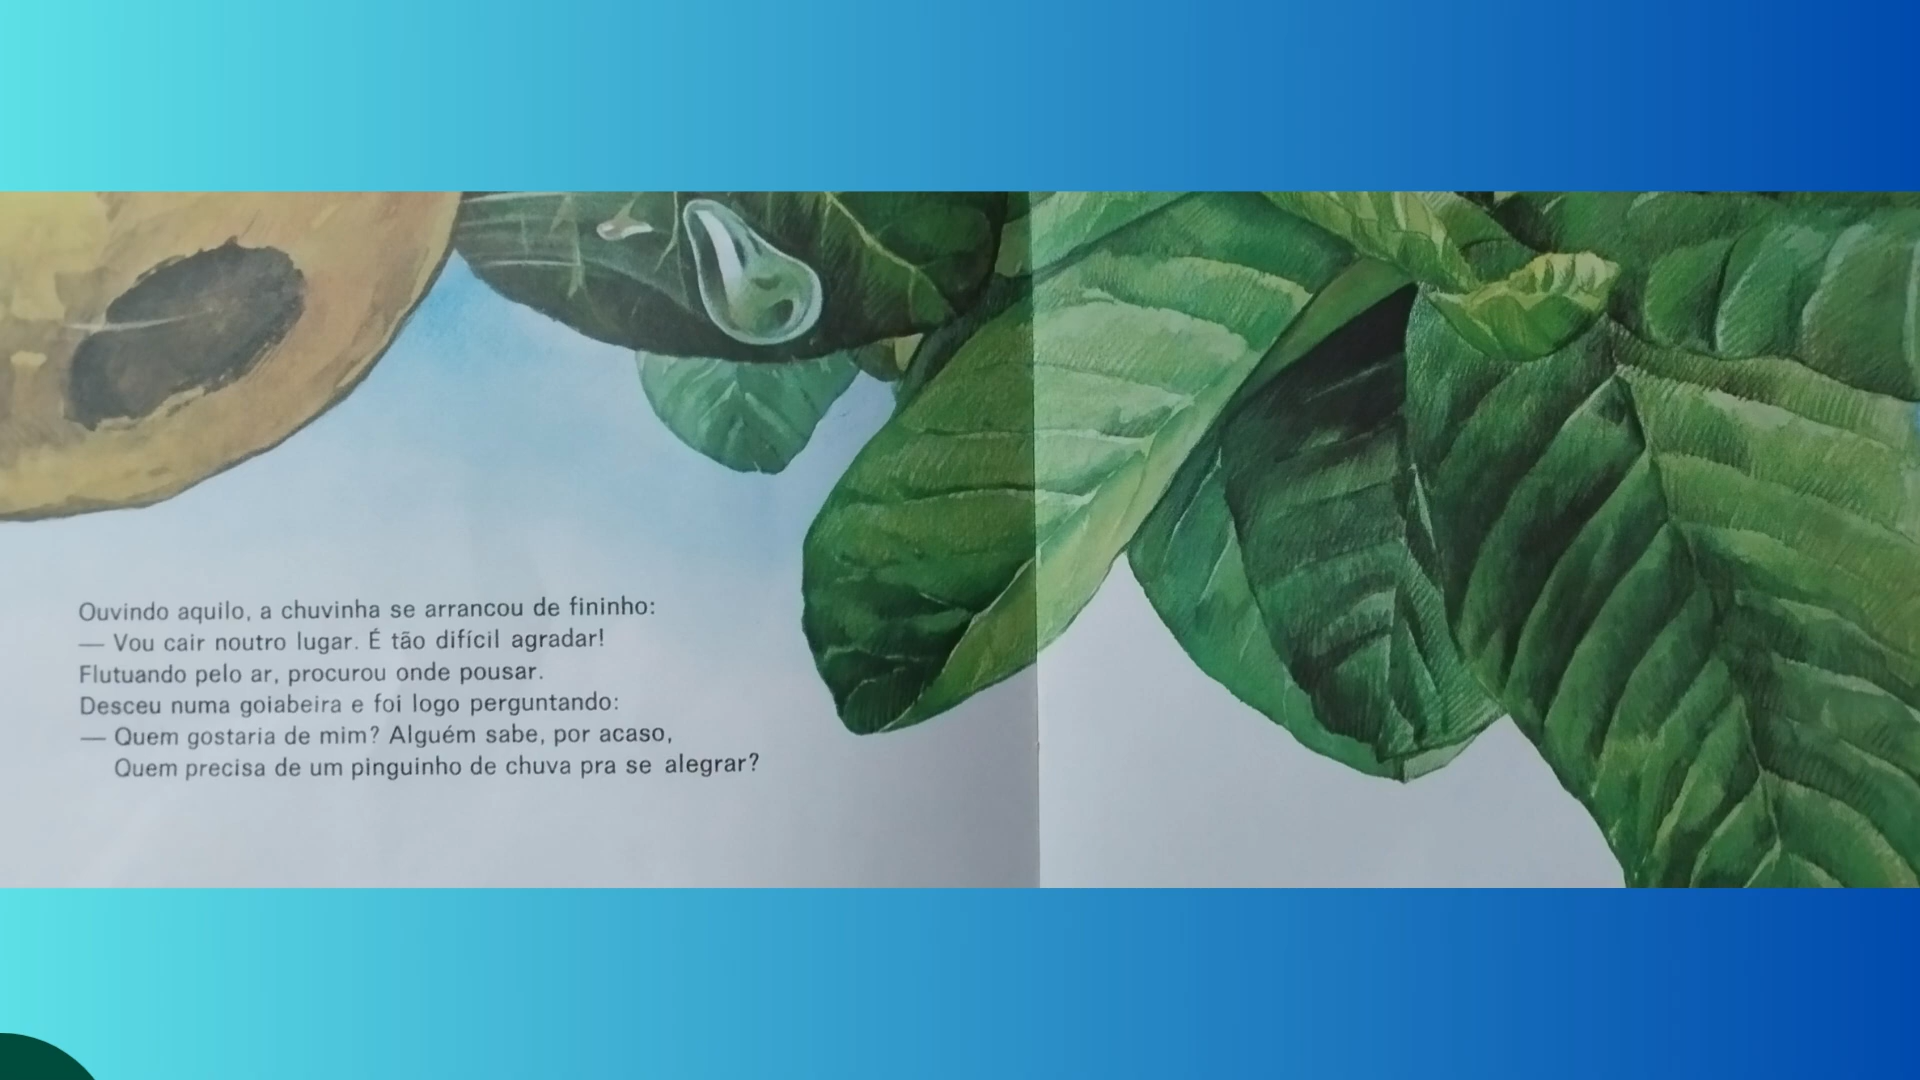 Ouvindo aquilo, a chuvinha se arrancou de fininho:
— Vou cair noutro lugar. É tão difícil agradar!
Flutuando pelo ar, procurou onde pousar.
Desceu numa goiabeira e foi logo perguntando:
— Quem gostaria de mim? Alguém sabe, por acaso,
Quem precisa de um pinguinho de chuva pra se alegrar?